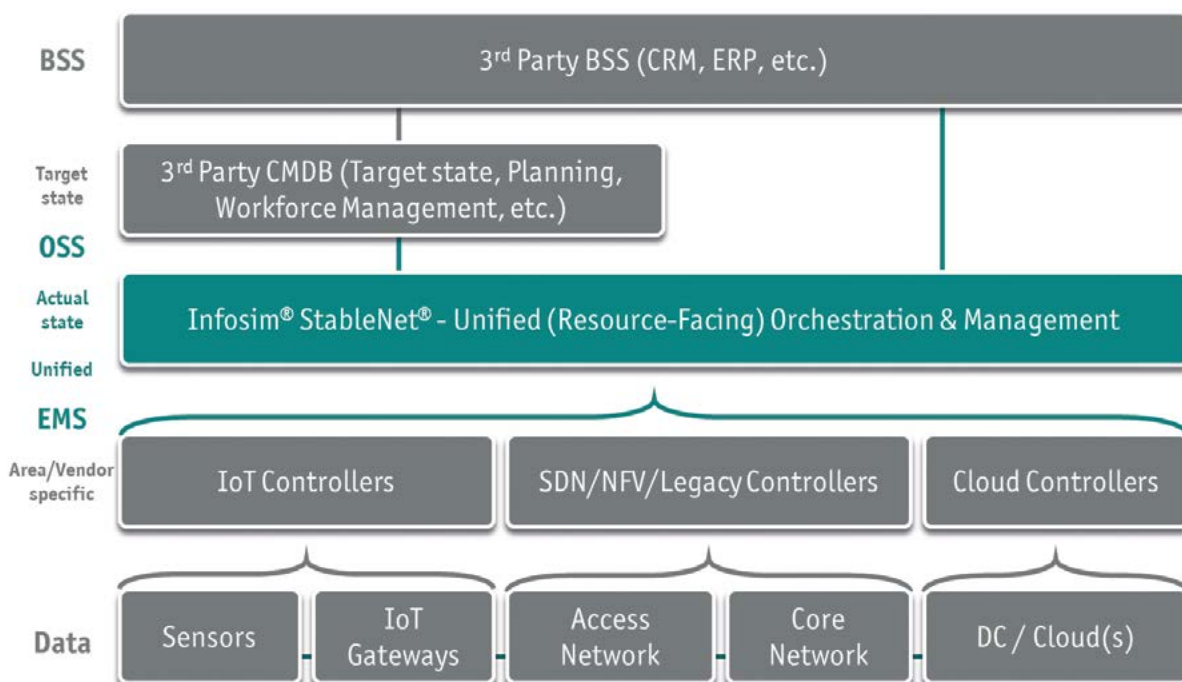 BSS
3rd Party BSS (CRM, ERP, etc.)
Target
state
3rd Party CMDB (Target state, Planning,
Workforce Management, etc.)
OSS
Actual
state
Infosim® StableNet® - Unified (Resource-Facing) Orchestration & Management
Unified
EMS
Area/Vendor
specific
IoT Controllers
SDN/NFV/Legacy Controllers
Cloud Controllers
Data
Sensors
IoT
Gateways
Access
Network
Core
Network
DC / Cloud(s)